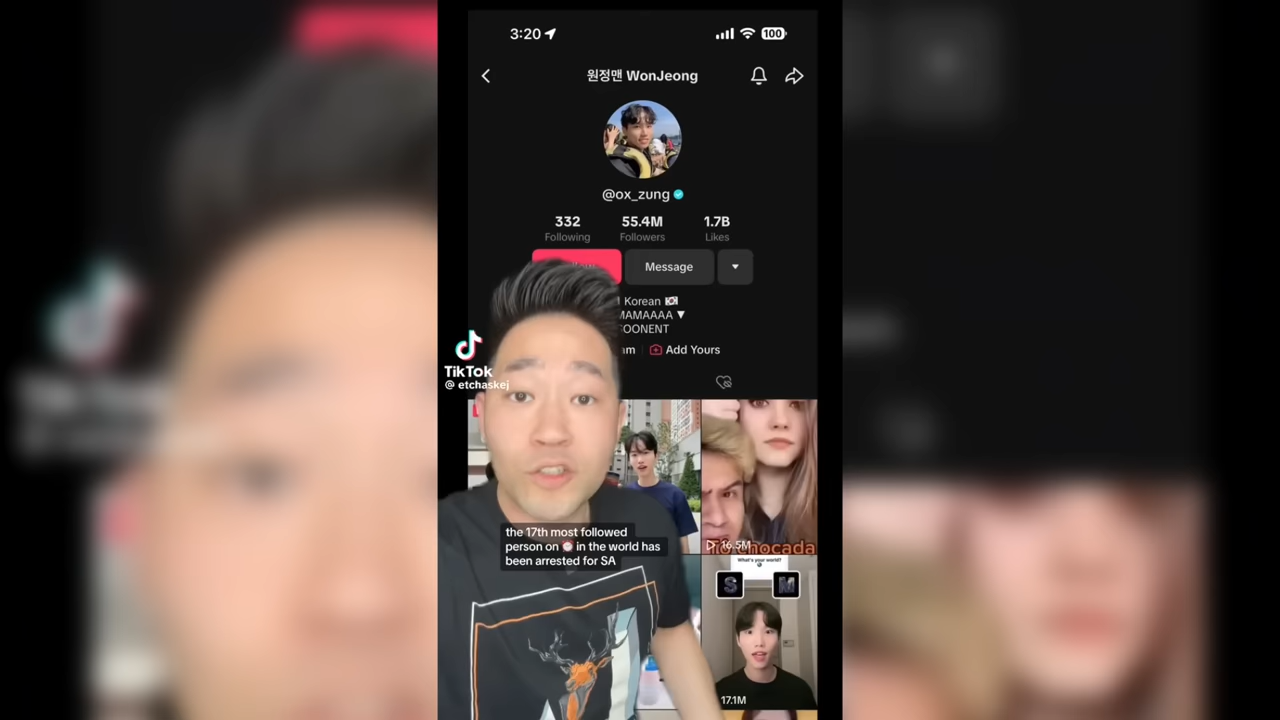 3:20
100
원정맨 WonJeong
@ox_zung
332 55.4M 1.7B
Following Followers Likes
Message
Korean 🇰🇷
MAMAAAA ▼
OONENT
Add Yours
TikTok
@ etchaskej
the 17th most followed
person on ⏰ in the world has
been arrested for SA
16.5M
chocada
What's your world?
S M
17.1M